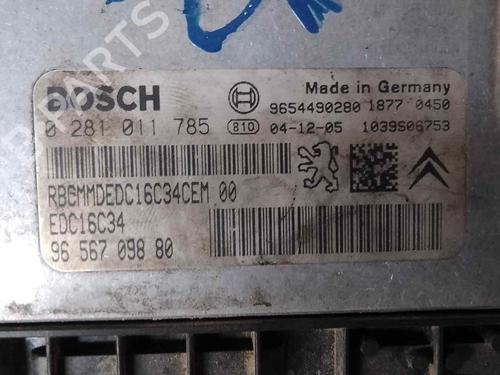 BOSCH
Made in Germany
9654490280 1877 0450
0 281 011 785 810 04-12-05 1039S06753
RBGMMDEDC16C34CEM 00
EDC16C34
96 567 098 80